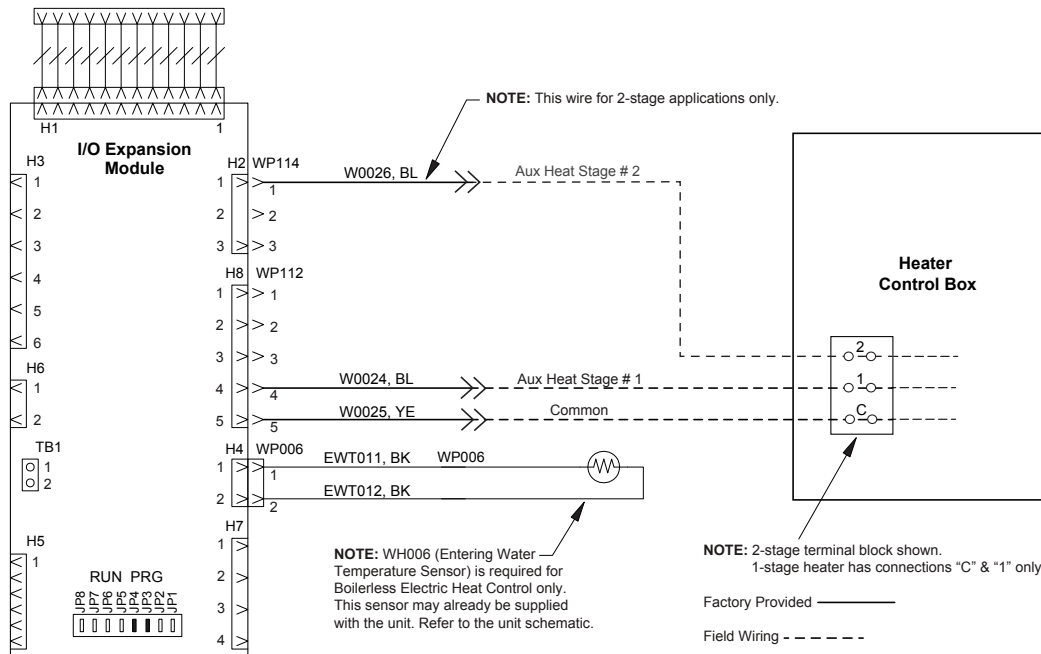 NOTE: This wire for 2-stage applications only.
H1 1
I/O Expansion
Module
H3
1
2
3
4
5
6
H6
1
2
TB1
1
2
H5
1
RUN PRG
JP8 JP7 JP6 JP5 JP4 JP3 JP2 JP1
H2 WP114
1 1
2 2
3 3
W0026, BL
Aux Heat Stage # 2
H8 WP112
1 1
2 2
3 3
4 4
5 5
W0024, BL
Aux Heat Stage # 1
W0025, YE
Common
H4 WP006
1 1
2 2
EWT011, BK WP006
EWT012, BK
H7
1
2
3
4
NOTE: WH006 (Entering Water
Temperature Sensor) is required for
Boilerless Electric Heat Control only.
This sensor may already be supplied
with the unit. Refer to the unit schematic.
Heater
Control Box
2
1
C
NOTE: 2-stage terminal block shown.
1-stage heater has connections “C” & “1” only
Factory Provided
Field Wiring